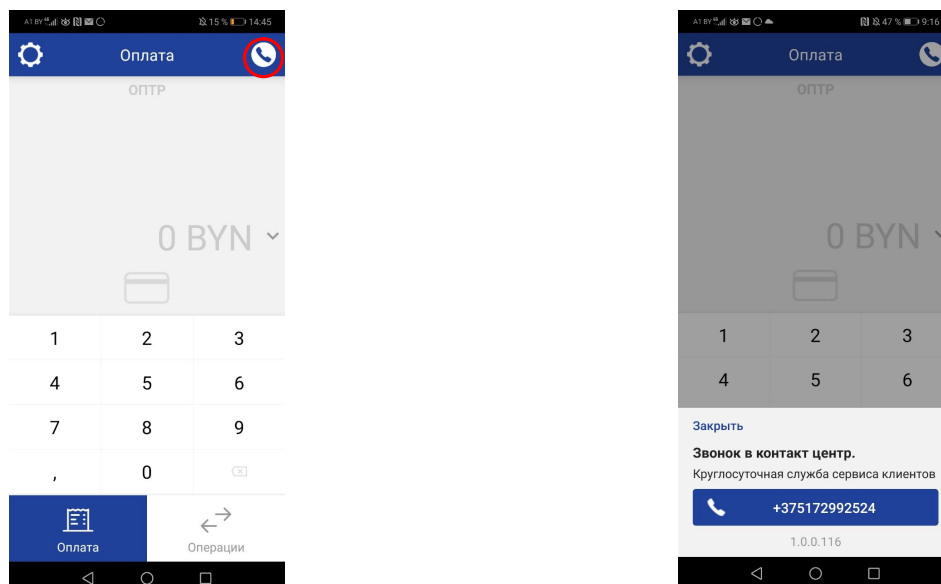 A1 BY 15 % 14:45
Оплата
ОПТР
0 BYN
1 2 3
4 5 6
7 8 9
, 0
Оплата Операции
A1 BY 47 % 9:16
Оплата
ОПТР
0 BYN
1 2 3
4 5 6
Закрыть
Звонок в контакт центр.
Круглосуточная служба сервиса клиентов
+375172992524
1.0.0.116